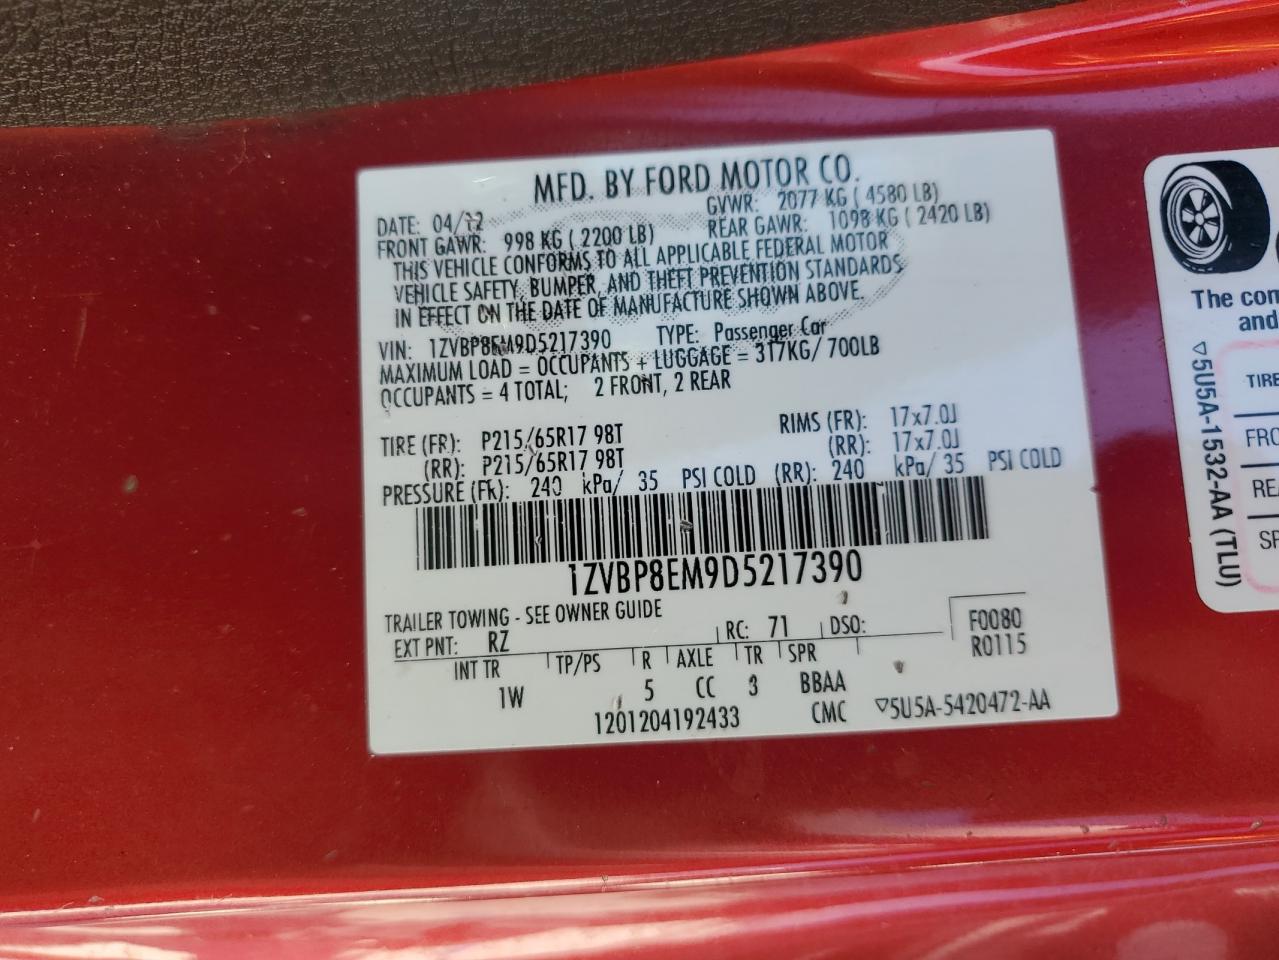 MFD. BY FORD MOTOR CO.
DATE: 04/12 GVWR: 2077 KG ( 4580 LB)
FRONT GAWR: 998 KG ( 2200 LB) REAR GAWR: 1098 KG ( 2420 LB)
THIS VEHICLE CONFORMS TO ALL APPLICABLE FEDERAL MOTOR
VEHICLE SAFETY, BUMPER, AND THEFT PREVENTION STANDARDS
IN EFFECT ON THE DATE OF MANUFACTURE SHOWN ABOVE.
VIN: 1ZVBP8EM9D5217390 TYPE: Passenger Car
MAXIMUM LOAD = OCCUPANTS + LUGGAGE = 317KG/ 700LB
OCCUPANTS = 4 TOTAL; 2 FRONT, 2 REAR
TIRE (FR): P215/65R17 98T RIMS (FR): 17x7.0J
(RR): P215/65R17 98T (RR): 17x7.0J
PRESSURE (FR): 240 kPa/ 35 PSI COLD (RR): 240 kPa/ 35 PSI COLD
1ZVBP8EM9D5217390
TRAILER TOWING - SEE OWNER GUIDE
EXT PNT: RZ RC: 71 DSO: F0080
R0115
INT TR TP/PS R AXLE TR SPR
1W 5 CC 3 BBAA
1201204192433 CMC ▽5U5A-5420472-AA
The com
and
▽5U5A-1532-AA (TLU)
TIRE
FRO
REA
SP